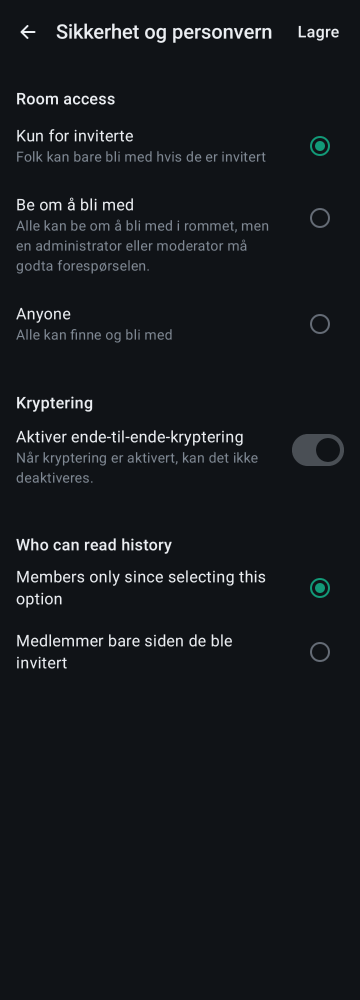 Sikkerhet og personvern
Lagre
Room access
Kun for inviterte
Folk kan bare bli med hvis de er invitert
Be om å bli med
Alle kan be om å bli med i rommet, men
en administrator eller moderator må
godta forespørselen.
Anyone
Alle kan finne og bli med
Kryptering
Aktiver ende-til-ende-kryptering
Når kryptering er aktivert, kan det ikke
deaktiveres.
Who can read history
Members only since selecting this
option
Medlemmer bare siden de ble
invitert